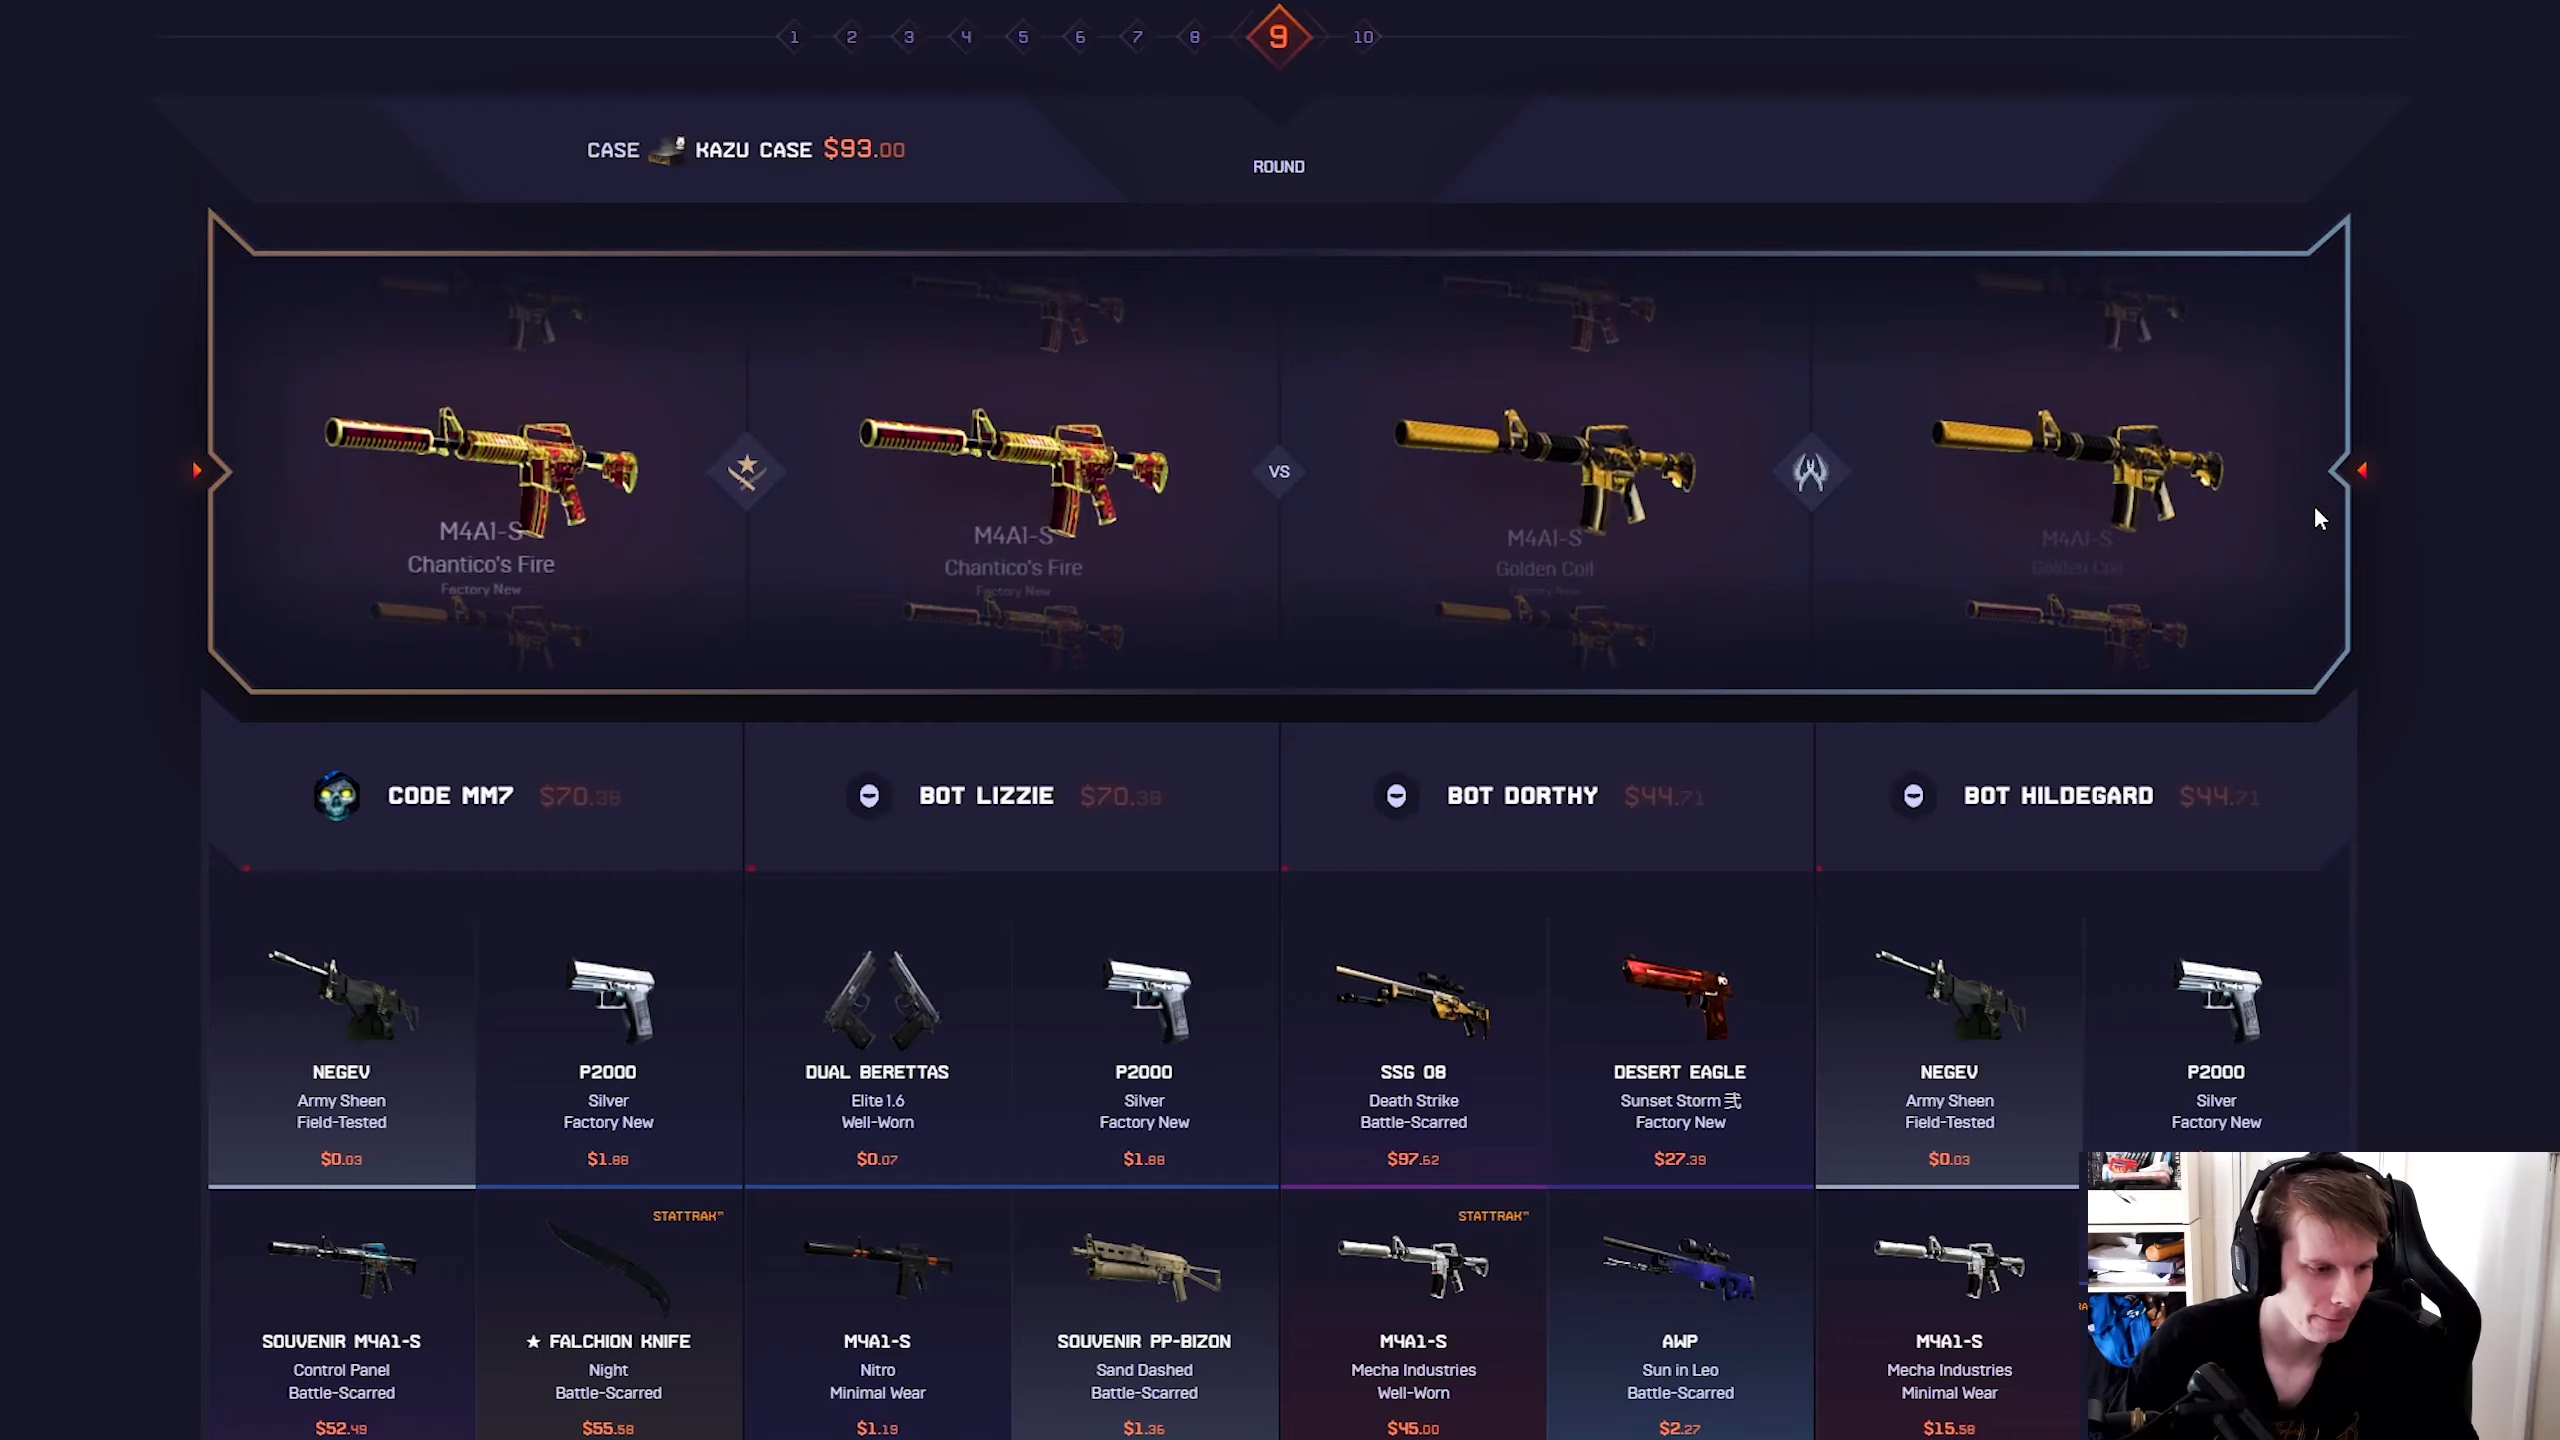 1 2 3 4 5 6 7 8 9 10
CASE KAZU CASE $93.00
ROUND
M4A1-S
Chantico's Fire
Factory New
M4A1-S
Chantico's Fire
Factory New
VS
M4A1-S
Golden Coil
Factory New
M4A1-S
Golden Coil
CODE MM7 $70.38
BOT LIZZIE $70.38
BOT DORTHY $44.71
BOT HILDEGARD $44.71
NEGEV
Army Sheen
Field-Tested
$0.03
P2000
Silver
Factory New
$1.88
DUAL BERETTAS
Elite 1.6
Well-Worn
$0.07
P2000
Silver
Factory New
$1.88
SSG 08
Death Strike
Battle-Scarred
$97.62
DESERT EAGLE
Sunset Storm 弐
Factory New
$27.39
NEGEV
Army Sheen
Field-Tested
$0.03
P2000
Silver
Factory New
SOUVENIR M4A1-S
Control Panel
Battle-Scarred
$52.49
STATTRAK™
★ FALCHION KNIFE
Night
Battle-Scarred
$55.58
M4A1-S
Nitro
Minimal Wear
$1.19
SOUVENIR PP-BIZON
Sand Dashed
Battle-Scarred
$1.36
STATTRAK™
M4A1-S
Mecha Industries
Well-Worn
$45.00
AWP
Sun in Leo
Battle-Scarred
$2.27
M4A1-S
Mecha Industries
Minimal Wear
$15.58